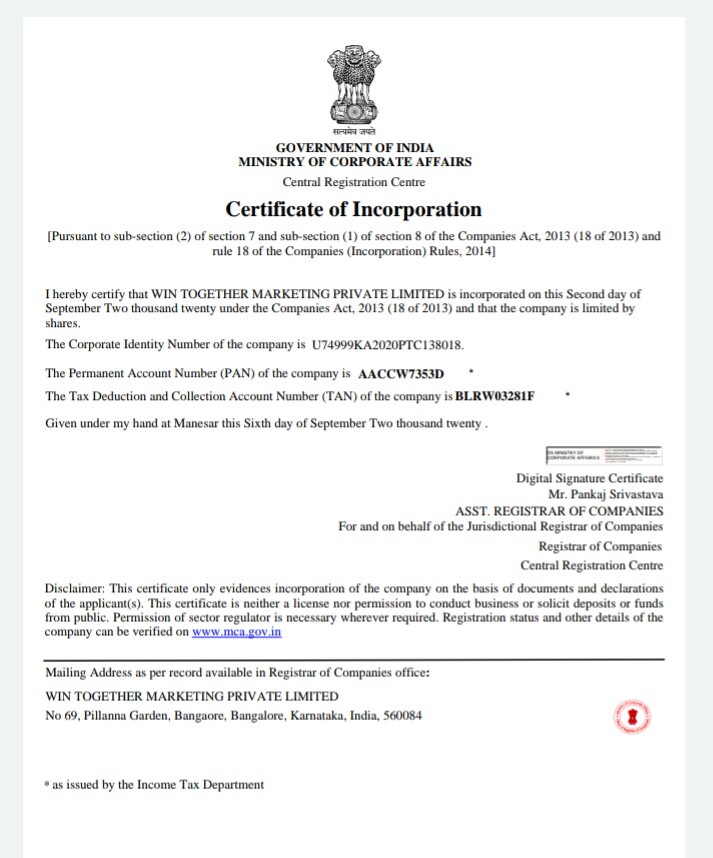 सत्यमेव जयते
GOVERNMENT OF INDIA
MINISTRY OF CORPORATE AFFAIRS
Central Registration Centre
Certificate of Incorporation
[Pursuant to sub-section (2) of section 7 and sub-section (1) of section 8 of the Companies Act, 2013 (18 of 2013) and
rule 18 of the Companies (Incorporation) Rules, 2014]
I hereby certify that WIN TOGETHER MARKETING PRIVATE LIMITED is incorporated on this Second day of
September Two thousand twenty under the Companies Act, 2013 (18 of 2013) and that the company is limited by
shares.
The Corporate Identity Number of the company is U74999KA2020PTC138018.
The Permanent Account Number (PAN) of the company is AACCW7353D *
The Tax Deduction and Collection Account Number (TAN) of the company is BLRW03281F *
Given under my hand at Manesar this Sixth day of September Two thousand twenty .
DS MINISTRY OF
CORPORATE AFFAIRS
Digital Signature Certificate
Mr. Pankaj Srivastava
ASST. REGISTRAR OF COMPANIES
For and on behalf of the Jurisdictional Registrar of Companies
Registrar of Companies
Central Registration Centre
Disclaimer: This certificate only evidences incorporation of the company on the basis of documents and declarations
of the applicant(s). This certificate is neither a license nor permission to conduct business or solicit deposits or funds
from public. Permission of sector regulator is necessary wherever required. Registration status and other details of the
company can be verified on www.mca.gov.in
Mailing Address as per record available in Registrar of Companies office:
WIN TOGETHER MARKETING PRIVATE LIMITED
No 69, Pillanna Garden, Bangaore, Bangalore, Karnataka, India, 560084
* as issued by the Income Tax Department